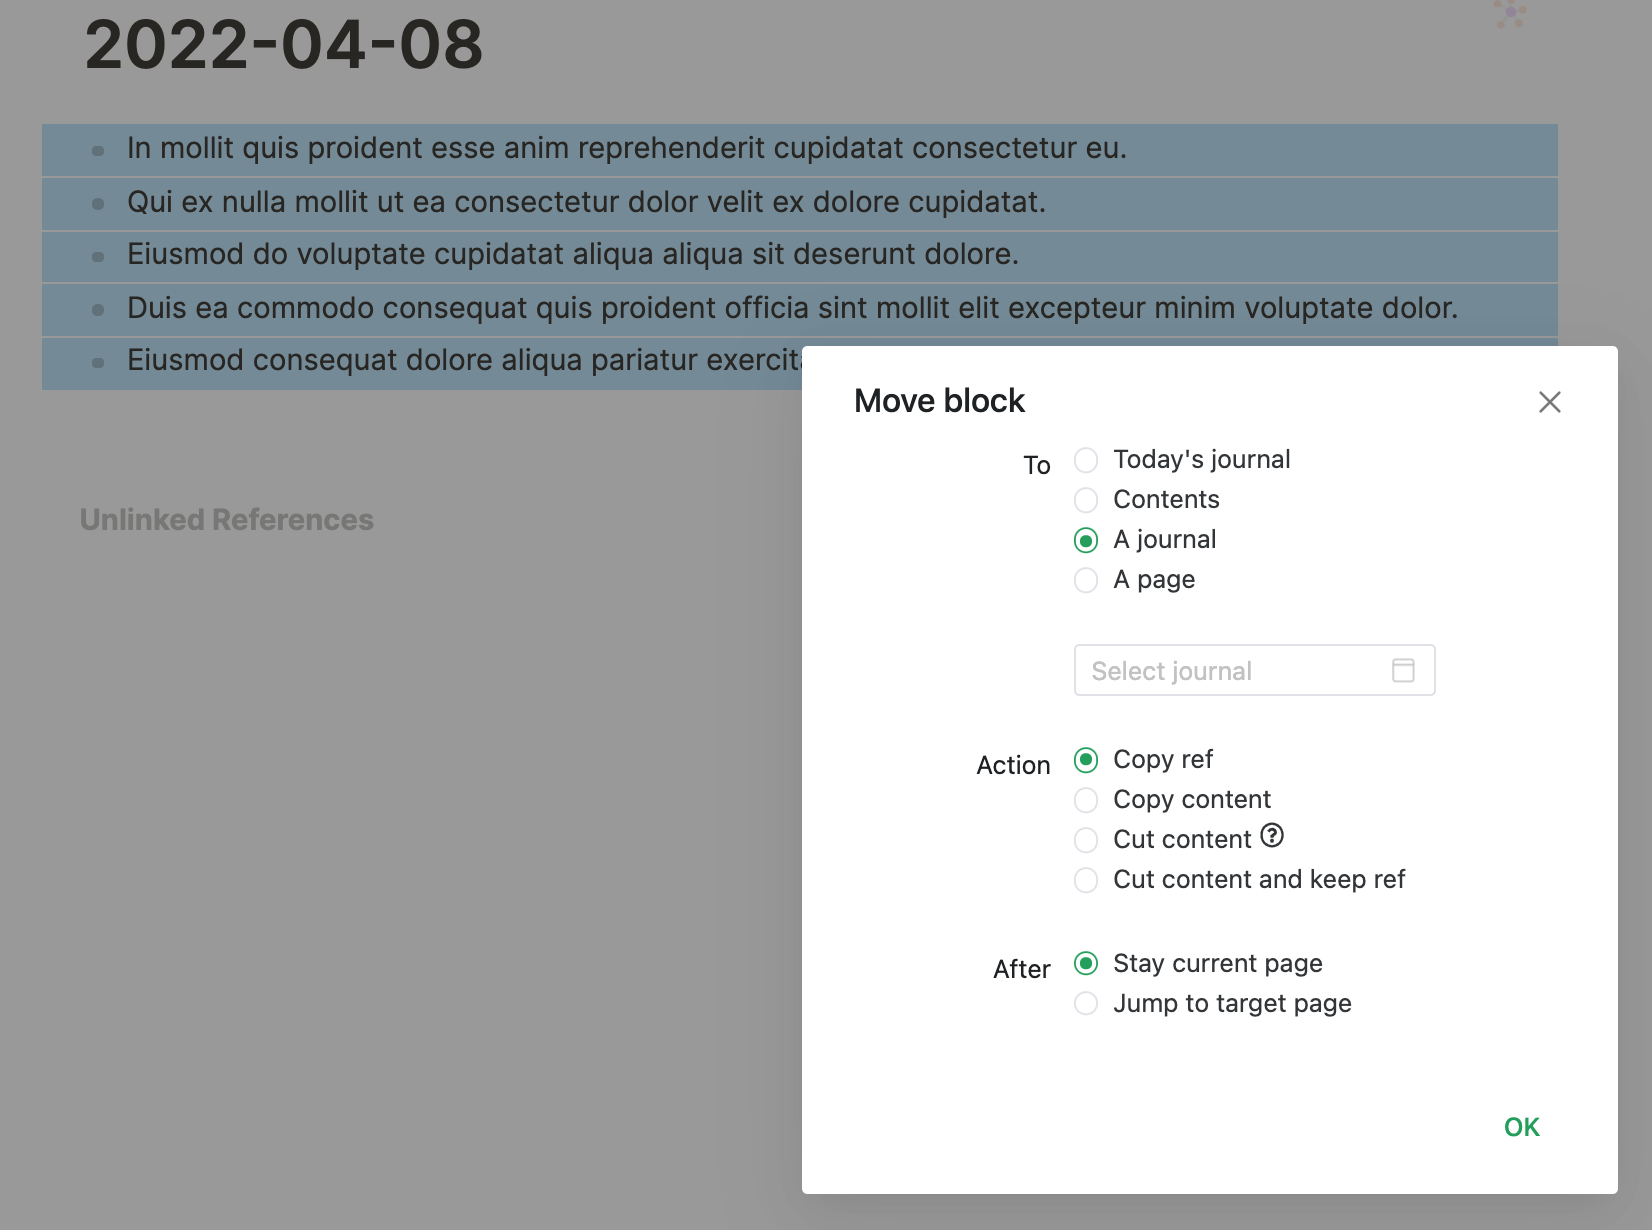 2022-04-08
In mollit quis proident esse anim reprehenderit cupidatat consectetur eu.
Qui ex nulla mollit ut ea consectetur dolor velit ex dolore cupidatat.
Eiusmod do voluptate cupidatat aliqua aliqua sit deserunt dolore.
Duis ea commodo consequat quis proident officia sint mollit elit excepteur minim voluptate dolor.
Eiusmod consequat dolore aliqua pariatur
Unlinked References
Move block
To
Today's journal
Contents
A journal
A page
Select journal
Action
Copy ref
Copy content
Cut content
Cut content and keep ref
After
Stay current page
Jump to target page
OK